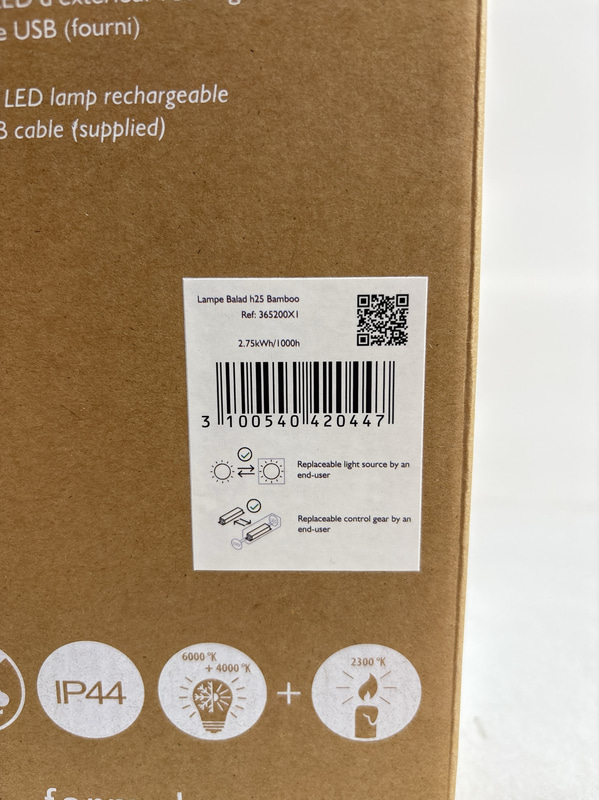 e USB (fourni)
LED lamp rechargeable
B cable (supplied)
Lampe Balad h25 Bamboo
Ref: 365200X1
2.75kWh/1000h
3 100540 420447
Replaceable light source by an
end-user
Replaceable control gear by an
end-user
IP44
6000 °K
+ 4000 °K
+
2300 °K